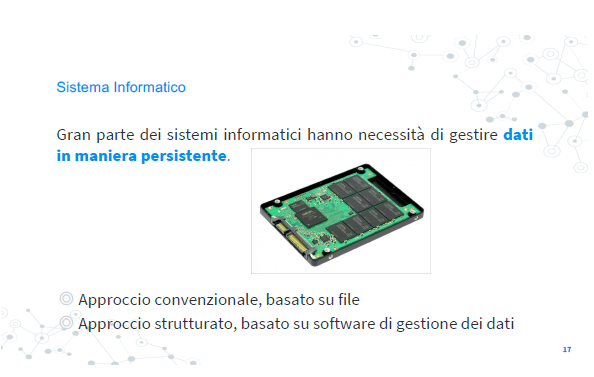 Sistema Informatico
Gran parte dei sistemi informatici hanno necessità di gestire dati
in maniera persistente.
Approccio convenzionale, basato su file
Approccio strutturato, basato su software di gestione dei dati
17